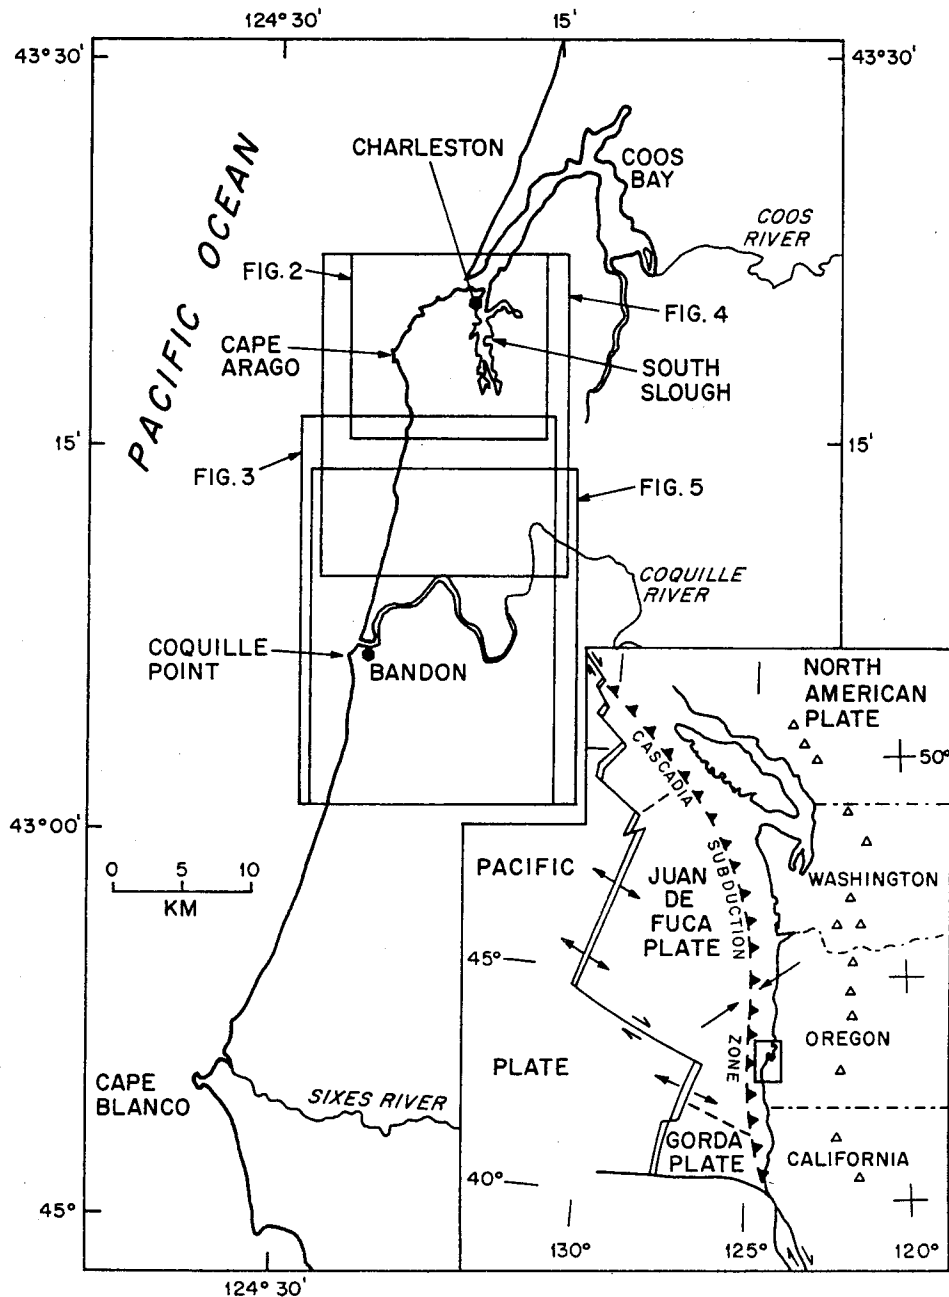 124° 30'
15'
43° 30'
43° 30'
CHARLESTON
COOS
BAY
PACIFIC OCEAN
COOS
RIVER
FIG. 2
FIG. 4
CAPE
ARAGO
SOUTH
SLOUGH
15'
15'
FIG. 3
FIG. 5
COQUILLE
RIVER
COQUILLE
POINT
BANDON
NORTH
AMERICAN
PLATE
50°
CASCADIA
SUBDUCTION
ZONE
43° 00'
0 5 10
KM
PACIFIC
PLATE
JUAN
DE
FUCA
PLATE
WASHINGTON
45°
OREGON
CAPE
BLANCO
SIXES RIVER
GORDA
PLATE
CALIFORNIA
40°
45°
130°
125°
120°
124° 30'